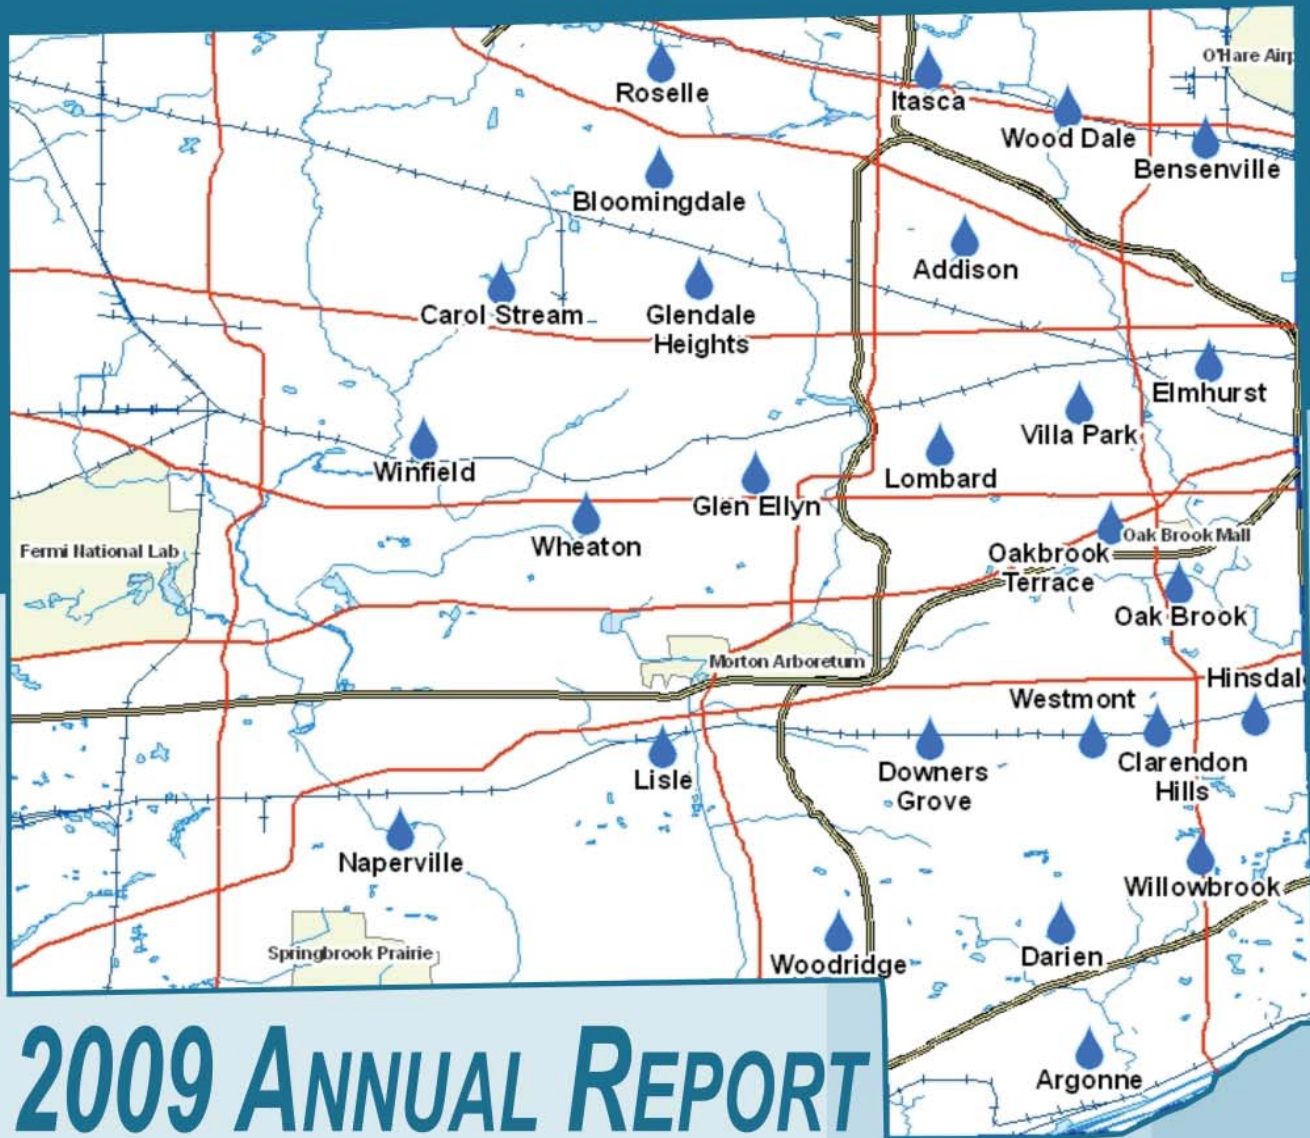 O'Hare Airp
Roselle
Itasca
Wood Dale
Bensenville
Bloomingdale
Addison
Carol Stream
Glendale
Heights
Elmhurst
Villa Park
Winfield
Lombard
Glen Ellyn
Wheaton
Oak Brook Mall
Fermi National Lab
Oakbrook
Terrace
Oak Brook
Morton Arboretum
Hinsdal
Westmont
Lisle
Downers
Grove
Clarendon
Hills
Naperville
Willowbrook
Springbrook Prairie
Woodridge
Darien
Argonne
2009 ANNUAL REPORT